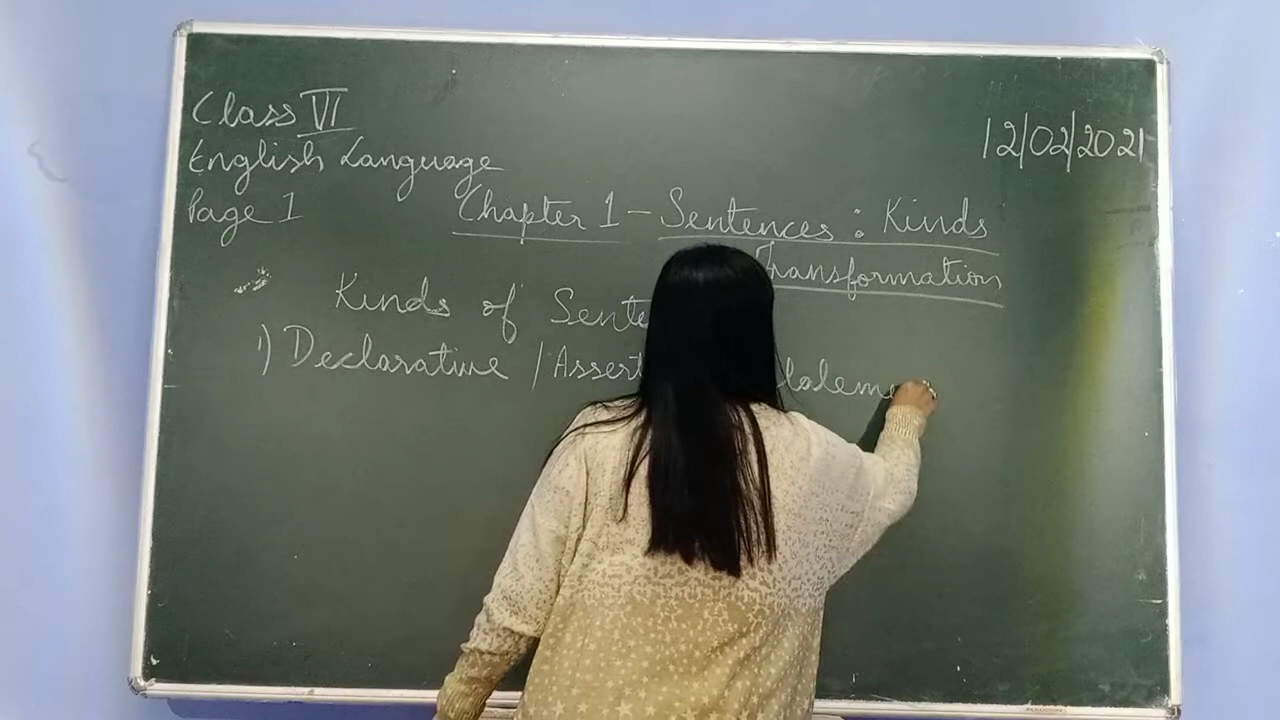 Class VI
12/02/2021
English Language
Page 1
Chapter 1 - Sentences : Kinds
Transformation
Kinds of Sente
1) Declarative / Assert